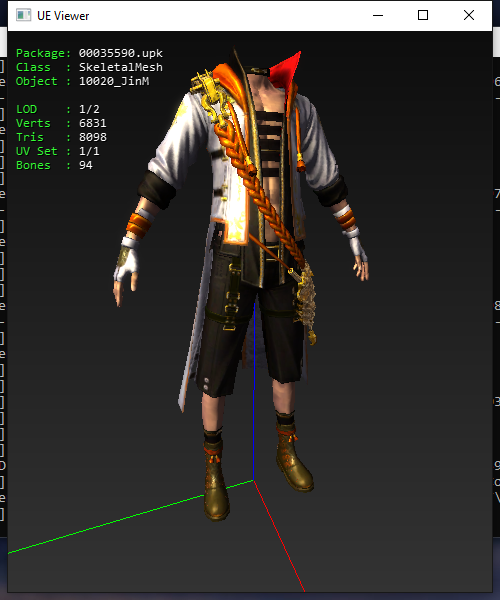 UE Viewer
Package: 00035590.upk
Class : SkeletalMesh
Object : 10020_JinM
LOD : 1/2
Verts : 6831
Tris : 8098
UV Set : 1/1
Bones : 94